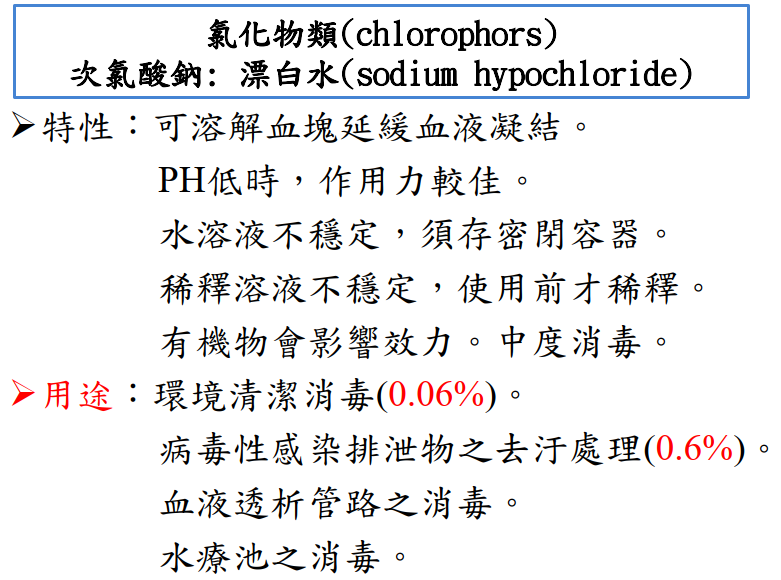 氯化物類(chlorophors)
次氯酸鈉: 漂白水(sodium hypochloride)
➢特性：可溶解血塊延緩血液凝結。
PH低時，作用力較佳。
水溶液不穩定，須存密閉容器。
稀釋溶液不穩定，使用前才稀釋。
有機物會影響效力。中度消毒。
➢用途：環境清潔消毒(0.06%)。
病毒性感染排泄物之去汙處理(0.6%)。
血液透析管路之消毒。
水療池之消毒。